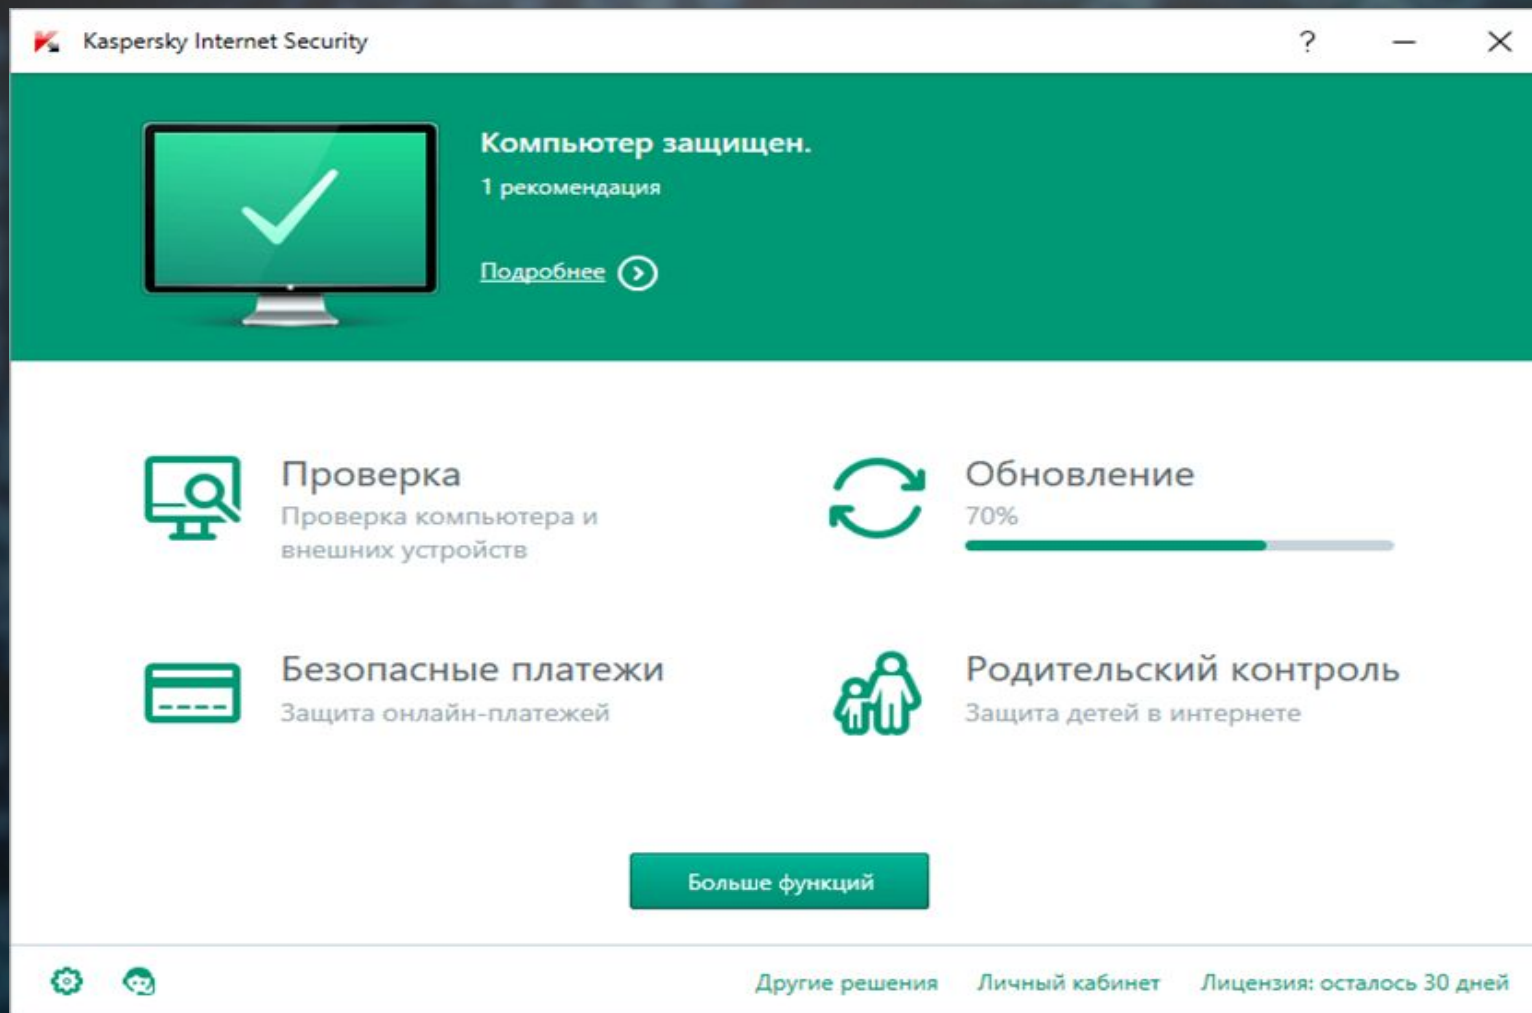 Kaspersky Internet Security
?
Компьютер защищен.
1 рекомендация
Подробнее
Проверка
Проверка компьютера и
внешних устройств
Обновление
70%
Безопасные платежи
Защита онлайн-платежей
Родительский контроль
Защита детей в интернете
Больше функций
Другие решения
Личный кабинет
Лицензия: осталось 30 дней